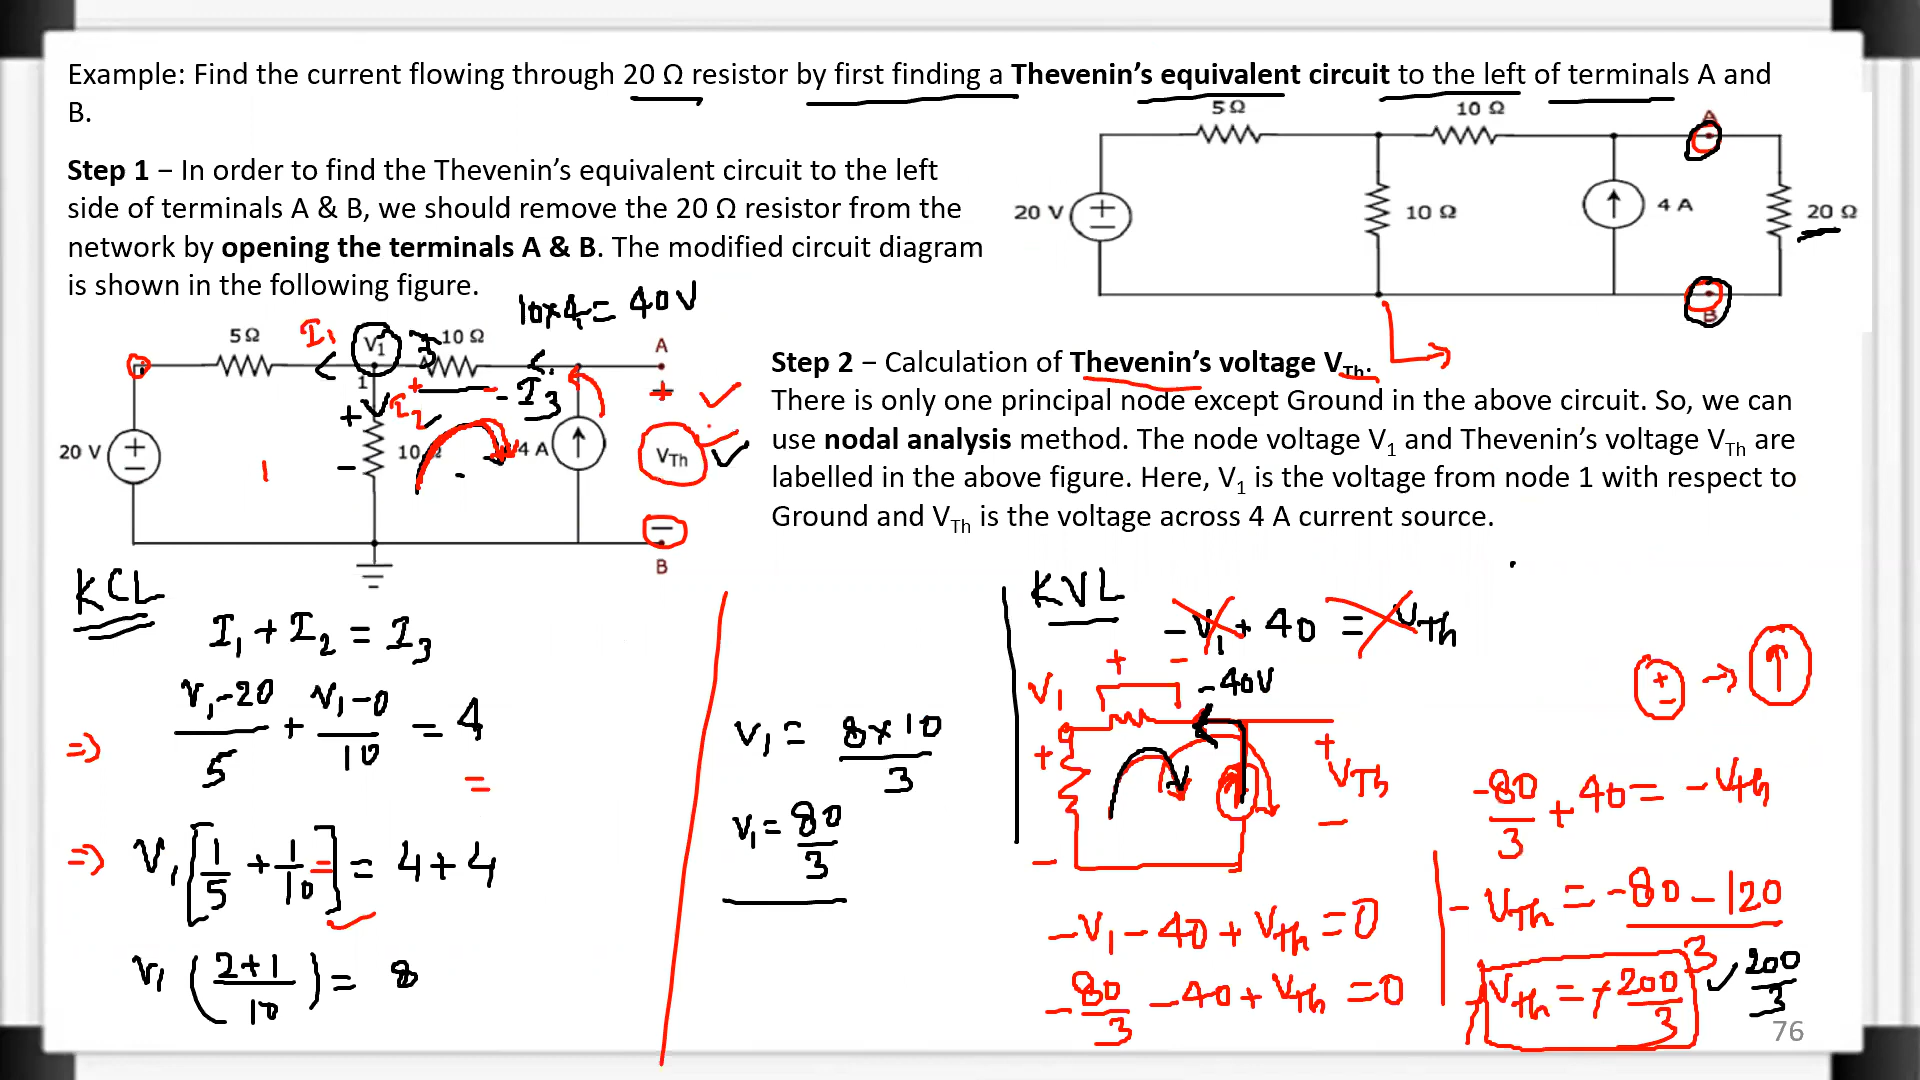 Example: Find the current flowing through 20 Ω resistor by first finding a Thevenin’s equivalent circuit to the left of terminals A and
B.
5 Ω
10 Ω
A
20 V
10 Ω
4 A
20 Ω
B
Step 1 – In order to find the Thevenin’s equivalent circuit to the left
side of terminals A & B, we should remove the 20 Ω resistor from the
network by opening the terminals A & B. The modified circuit diagram
is shown in the following figure.
10×4 = 40V
5 Ω
I1
V1
10 Ω
A
1
+ -
- I3
+
+
I2
20 V
10
4 A
VTh
-
-
B
Step 2 – Calculation of Thevenin’s voltage VTh.
There is only one principal node except Ground in the above circuit. So, we can
use nodal analysis method. The node voltage V1 and Thevenin’s voltage VTh are
labelled in the above figure. Here, V1 is the voltage from node 1 with respect to
Ground and VTh is the voltage across 4 A current source.
KCL
I1 + I2 = I3
=> V1-20/5 + V1-0/10 = 4
=> V1[1/5 + 1/10] = 4+4
V1(2+1/10) = 8
V1 = 8×10/3
V1 = 80/3
KVL
-V1 + 40 = VTh
+ -
V1
-40V
+
+
VTh
-
-
-V1 - 40 + VTh = 0
-80/3 - 40 + VTh = 0
-80/3 + 40 = -VTh
- VTh = -80 - 120/3
VTh = + 200/3
200/3
76